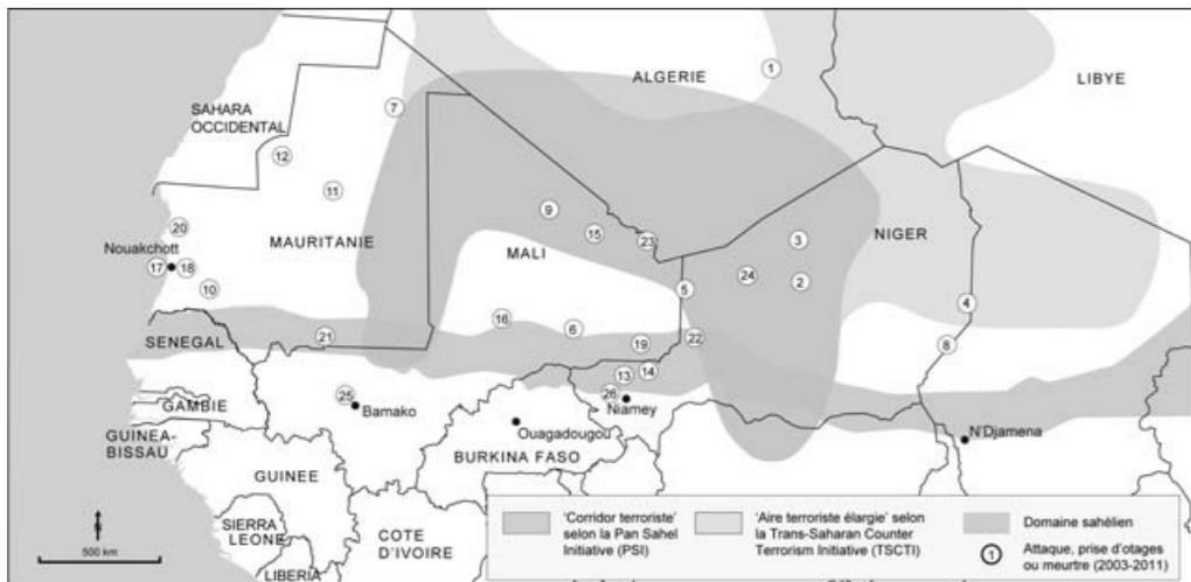 ALGERIE
LIBYE
SAHARA
OCCIDENTAL
1
7
12
11
9
15
23
3
NIGER
20
MAURITANIE
MALI
Nouakchott
17
18
10
24
2
5
4
16
6
19
22
8
SENEGAL
21
13
14
26
Niamey
25
Bamako
GAMBIE
GUINEA-
BISSAU
Ouagadougou
BURKINA FASO
N'Djamena
GUINEE
SIERRA
LEONE
COTE
D'IVOIRE
LIBERIA
500 km
'Corridor terroriste'
selon la Pan Sahel
Initiative (PSI)
'Aire terroriste élargie' selon
la Trans-Saharan Counter
Terrorism Initiative (TSCTI)
Domaine sahélien
1 Attaque, prise d'otages
ou meurtre (2003-2011)